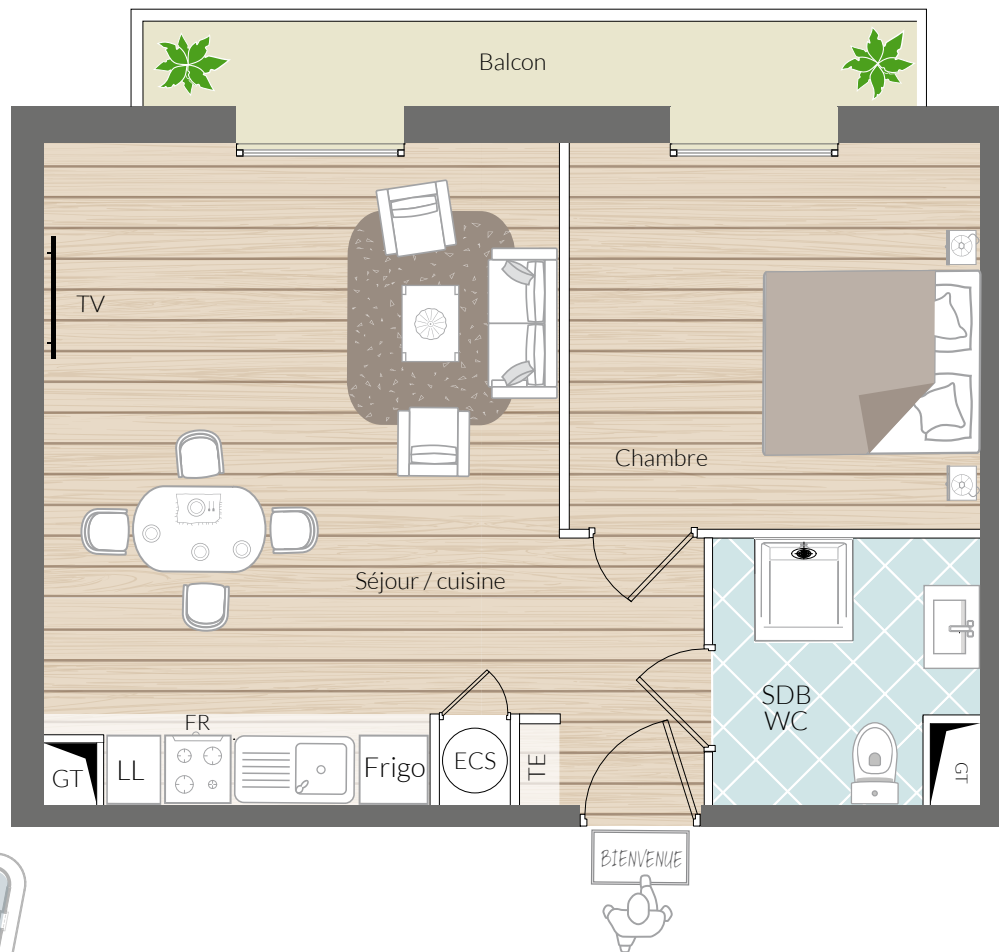 Balcon
TV
Chambre
Séjour / cuisine
SDB
WC
FR
GT
LL
Frigo
ECS
TE
GT
BIENVENUE